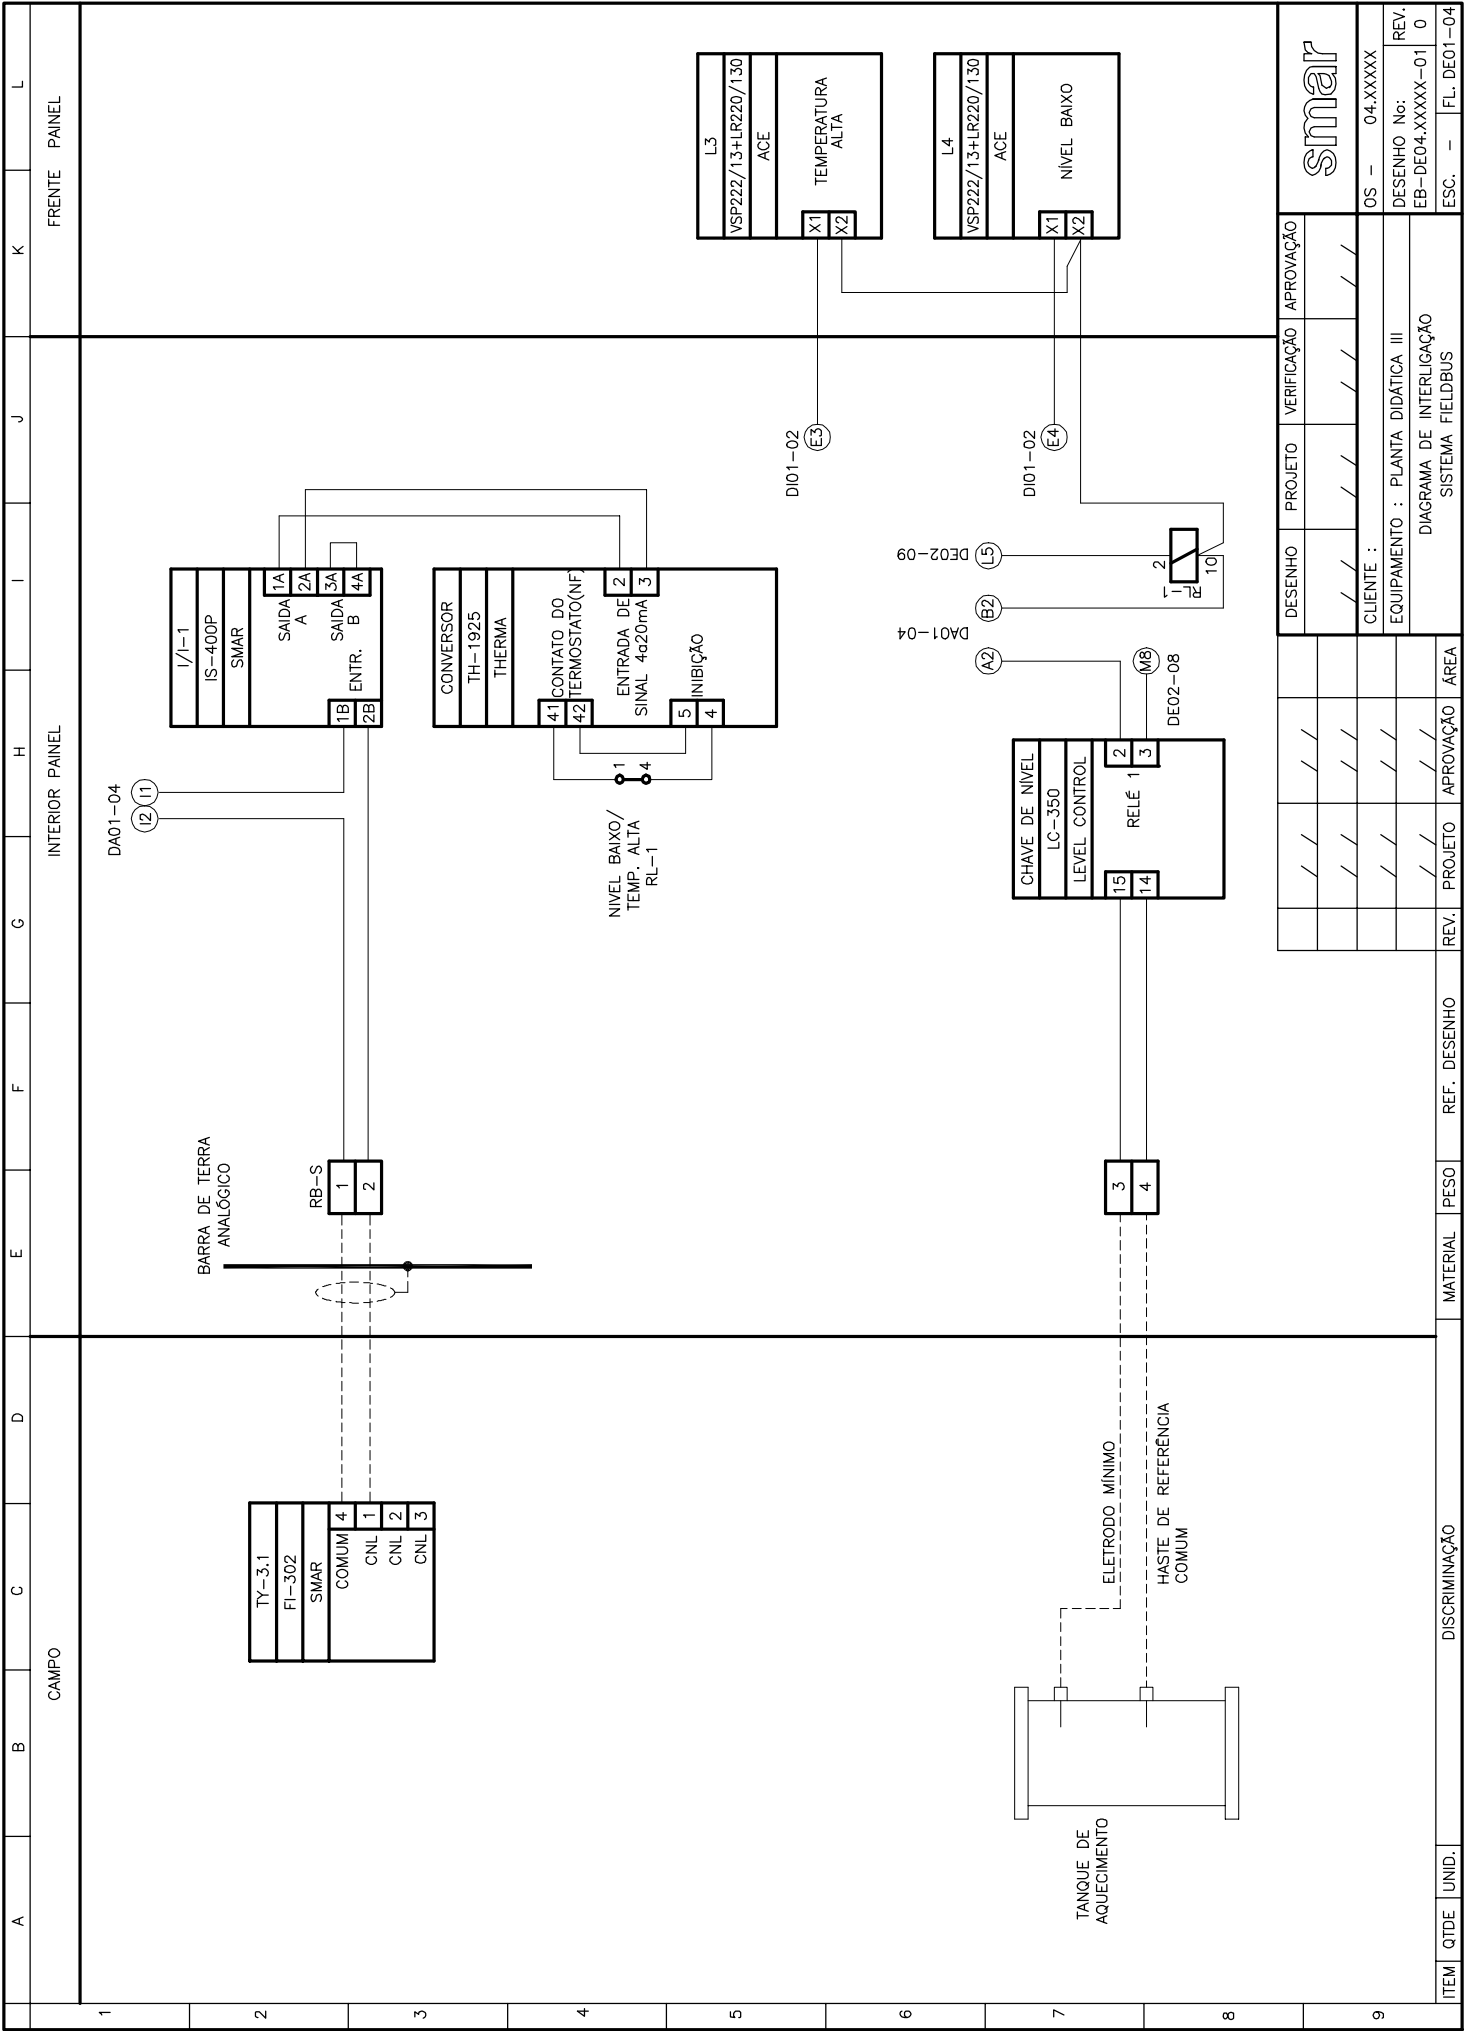 A B C D E F G H I J K L
CAMPO
INTERIOR PAINEL
FRENTE PAINEL
1
2
3
4
5
6
7
8
9
DA01-04
I2
I1
BARRA DE TERRA
ANALÓGICO
RB-S
1
2
TY-3.1
FI-302
SMAR
COMUM 4
CNL 1
CNL 2
CNL 3
I/I-1
IS-400P
SMAR
SAIDA
A
1A
2A
SAIDA
B
3A
4A
ENTR.
1B
2B
CONVERSOR
TH-1925
THERMA
41 CONTATO DO
42 TERMOSTATO(NF)
ENTRADA DE
SINAL 4a20mA
2
3
5
4
INIBIÇÃO
1
4
NIVEL BAIXO/
TEMP. ALTA
RL-1
L3
VSP222/13+LR220/130
ACE
X1
X2
TEMPERATURA
ALTA
DI01-02
E3
L4
VSP222/13+LR220/130
ACE
X1
X2
NÍVEL BAIXO
DI01-02
E4
DE02-09
L5
DA01-04
B2
A2
2
10
RL-1
M8
DE02-08
CHAVE DE NÍVEL
LC-350
LEVEL CONTROL
15
14
RELÉ 1
2
3
3
4
ELETRODO MÍNIMO
HASTE DE REFERÊNCIA
COMUM
TANQUE DE
AQUECIMENTO
DESENHO PROJETO VERIFICAÇÃO APROVAÇÃO
smar
CLIENTE :
OS - 04.XXXXX
EQUIPAMENTO : PLANTA DIDÁTICA III
DESENHO No: REV.
EB-DE04.XXXXX-01 0
DIAGRAMA DE INTERLIGAÇÃO
SISTEMA FIELDBUS
ESC. - FL. DE01-04
ITEM QTDE UNID. DISCRIMINAÇÃO MATERIAL PESO REF. DESENHO REV. PROJETO APROVAÇÃO ÁREA